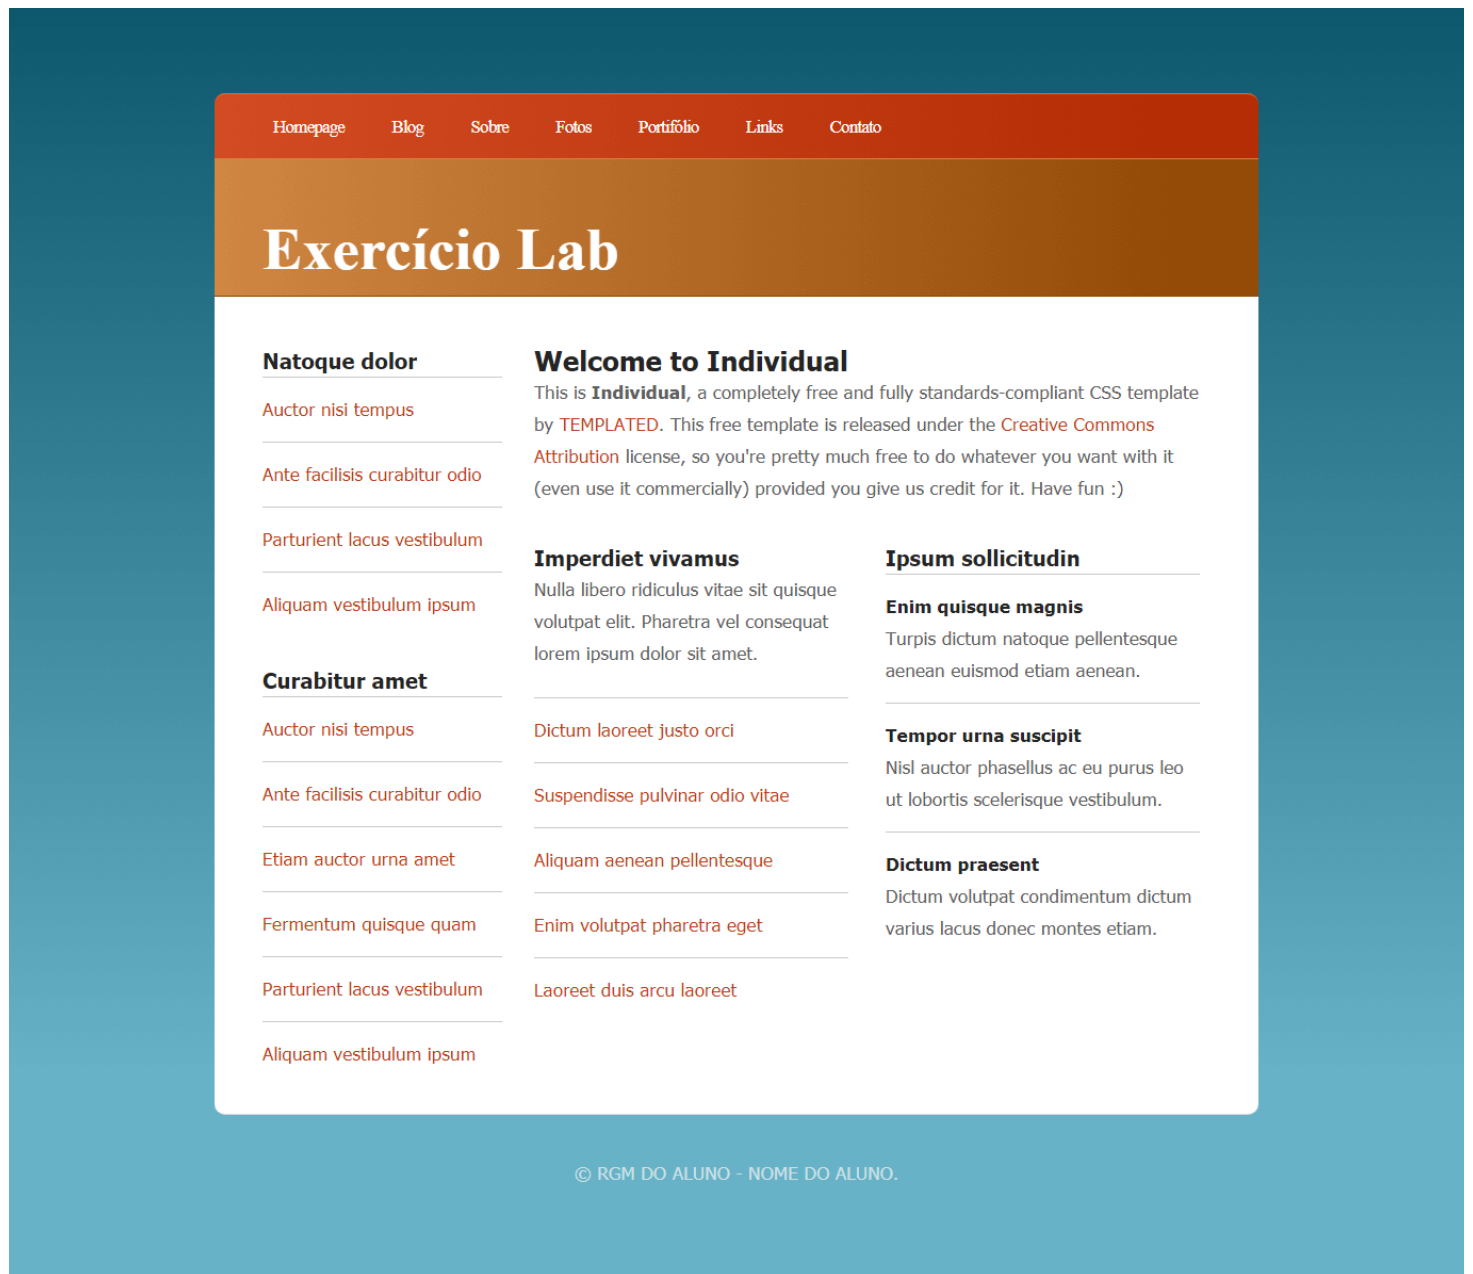 Homepage Blog Sobre Fotos Portifólio Links Contato
Exercício Lab
Natoque dolor
Auctor nisi tempus
Ante facilisis curabitur odio
Parturient lacus vestibulum
Aliquam vestibulum ipsum
Curabitur amet
Auctor nisi tempus
Ante facilisis curabitur odio
Etiam auctor urna amet
Fermentum quisque quam
Parturient lacus vestibulum
Aliquam vestibulum ipsum
Welcome to Individual
This is Individual, a completely free and fully standards-compliant CSS template
by TEMPLATED. This free template is released under the Creative Commons
Attribution license, so you're pretty much free to do whatever you want with it
(even use it commercially) provided you give us credit for it. Have fun :)
Imperdiet vivamus
Nulla libero ridiculus vitae sit quisque
volutpat elit. Pharetra vel consequat
lorem ipsum dolor sit amet.
Dictum laoreet justo orci
Suspendisse pulvinar odio vitae
Aliquam aenean pellentesque
Enim volutpat pharetra eget
Laoreet duis arcu laoreet
Ipsum sollicitudin
Enim quisque magnis
Turpis dictum natoque pellentesque
aenean euismod etiam aenean.
Tempor urna suscipit
Nisl auctor phasellus ac eu purus leo
ut lobortis scelerisque vestibulum.
Dictum praesent
Dictum volutpat condimentum dictum
varius lacus donec montes etiam.
© RGM DO ALUNO - NOME DO ALUNO.